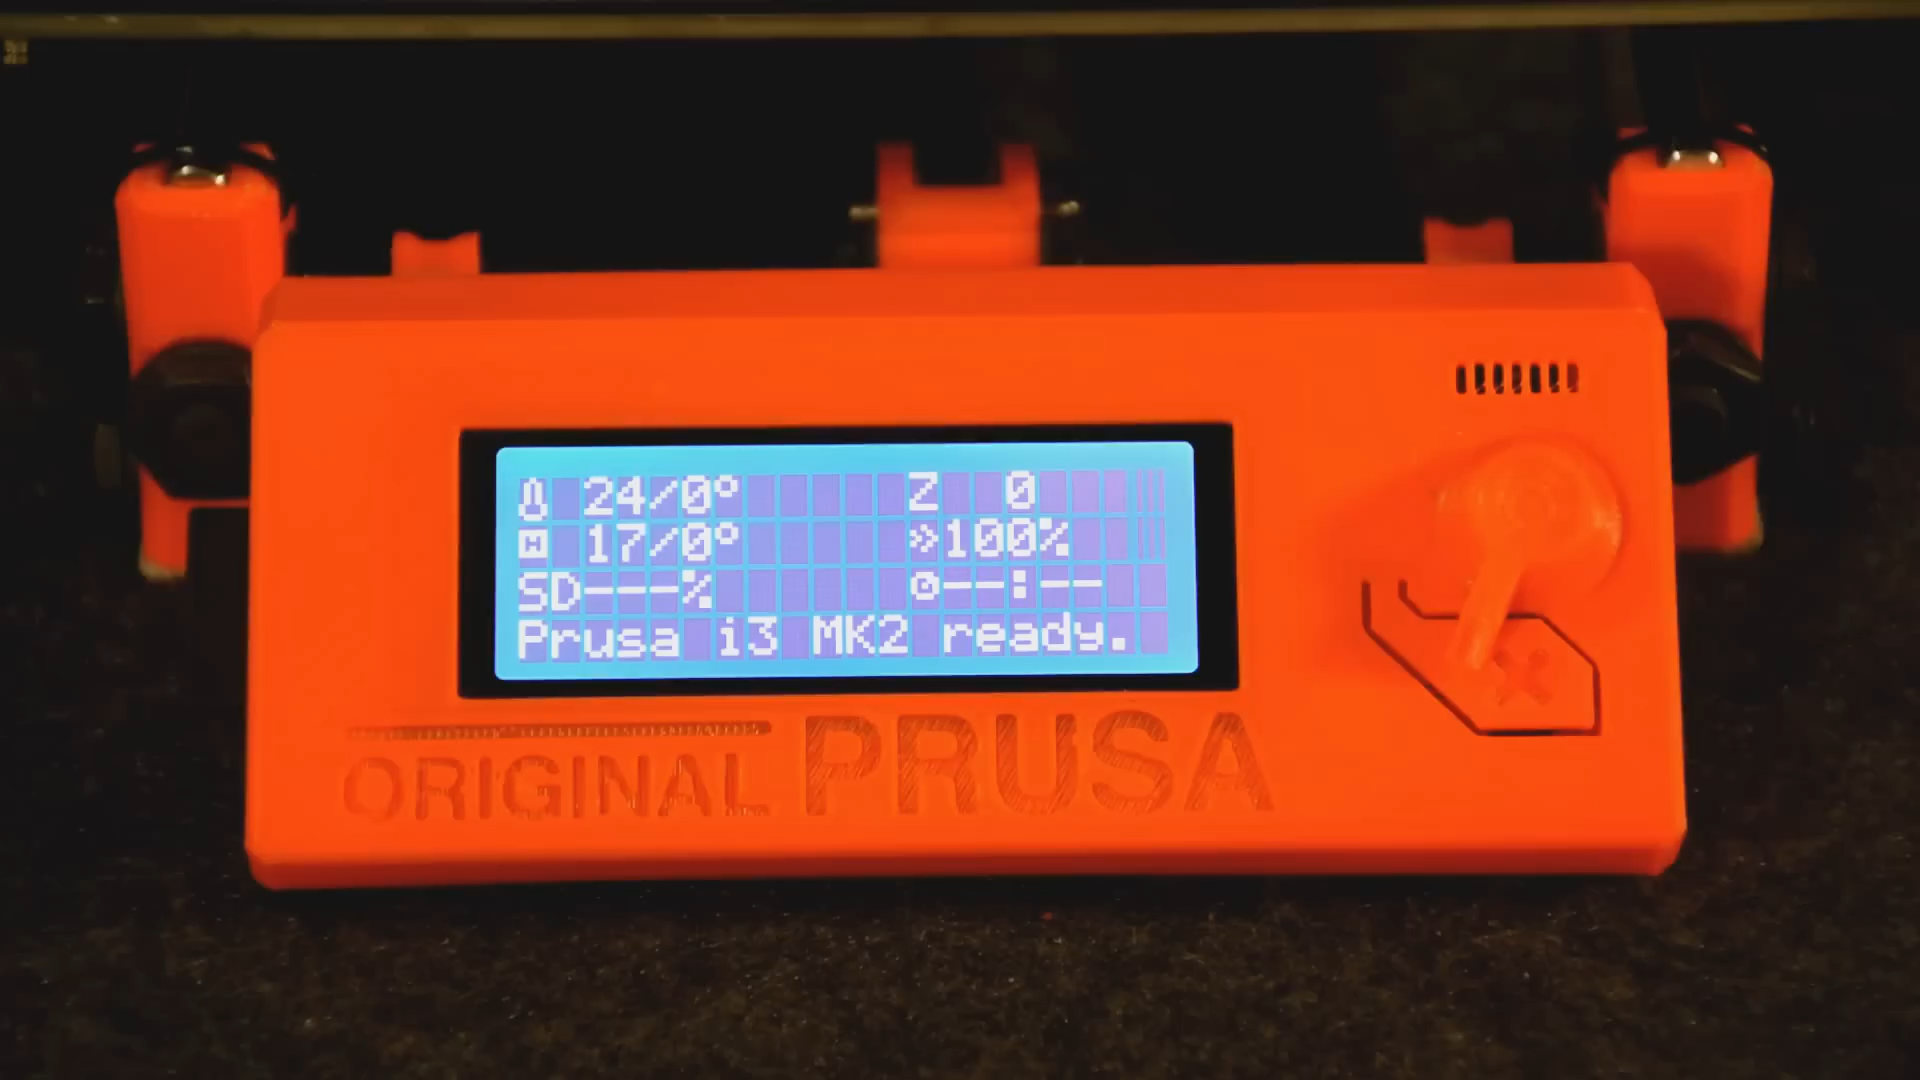 24/0° Z 0
17/0° »100%
SD---% --:--
Prusa i3 MK2 ready.
ORIGINAL PRUSA